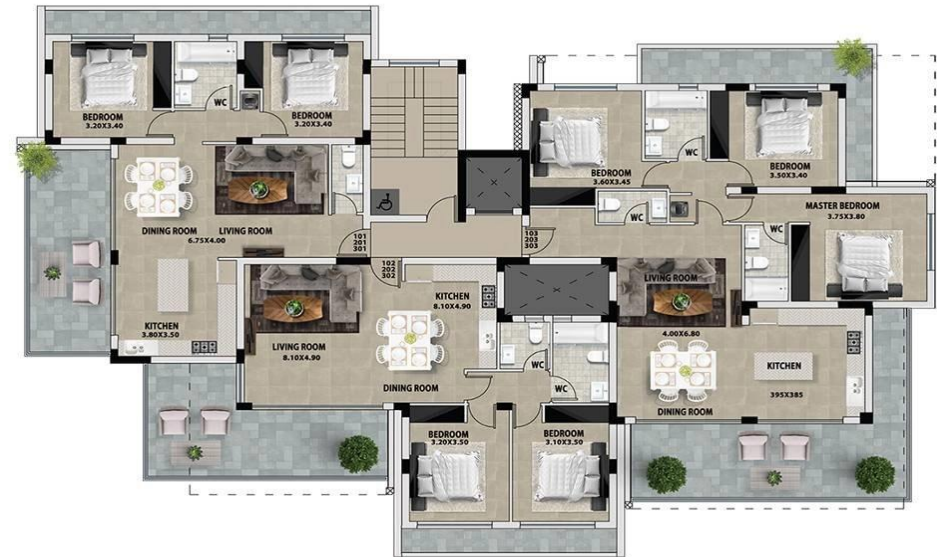 BEDROOM
3.20X3.40
WC
BEDROOM
3.20X3.40
DINING ROOM
LIVING ROOM
6.75X4.00
KITCHEN
3.80X3.50
101
201
301
102
202
302
103
203
303
LIVING ROOM
8.10X4.90
KITCHEN
8.10X4.90
DINING ROOM
WC
WC
BEDROOM
3.20X3.50
BEDROOM
3.10X3.50
BEDROOM
3.60X3.45
WC
BEDROOM
3.50X3.40
WC
MASTER BEDROOM
3.75X3.80
WC
LIVING ROOM
4.00X6.80
KITCHEN
395X385
DINING ROOM